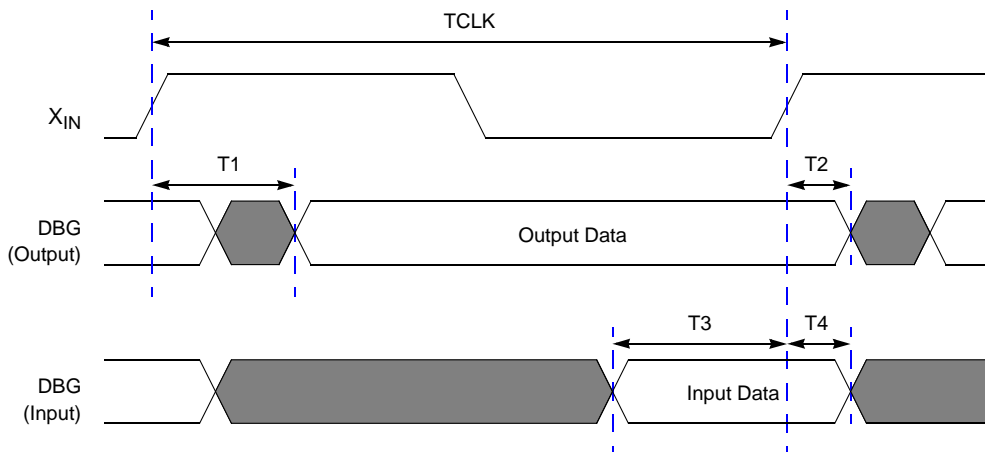 TCLK
XIN
T1
T2
DBG
(Output)
Output Data
T3
T4
DBG
(Input)
Input Data